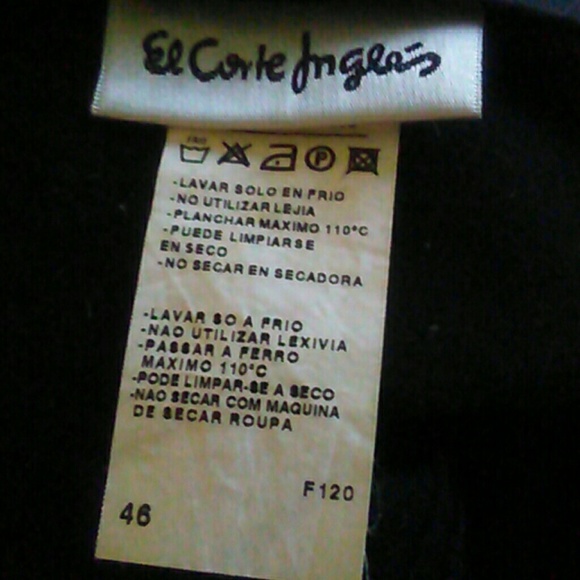 El Corte Inglés
FRIO
P
-LAVAR SOLO EN FRIO
-NO UTILIZAR LEJIA
-PLANCHAR MAXIMO 110°C
-PUEDE LIMPIARSE
EN SECO
-NO SECAR EN SECADORA
-LAVAR SO A FRIO
-NAO UTILIZAR LEXIVIA
-PASSAR A FERRO
MAXIMO 110°C
-PODE LIMPAR-SE A SECO
-NAO SECAR COM MAQUINA
DE SECAR ROUPA
F120
46